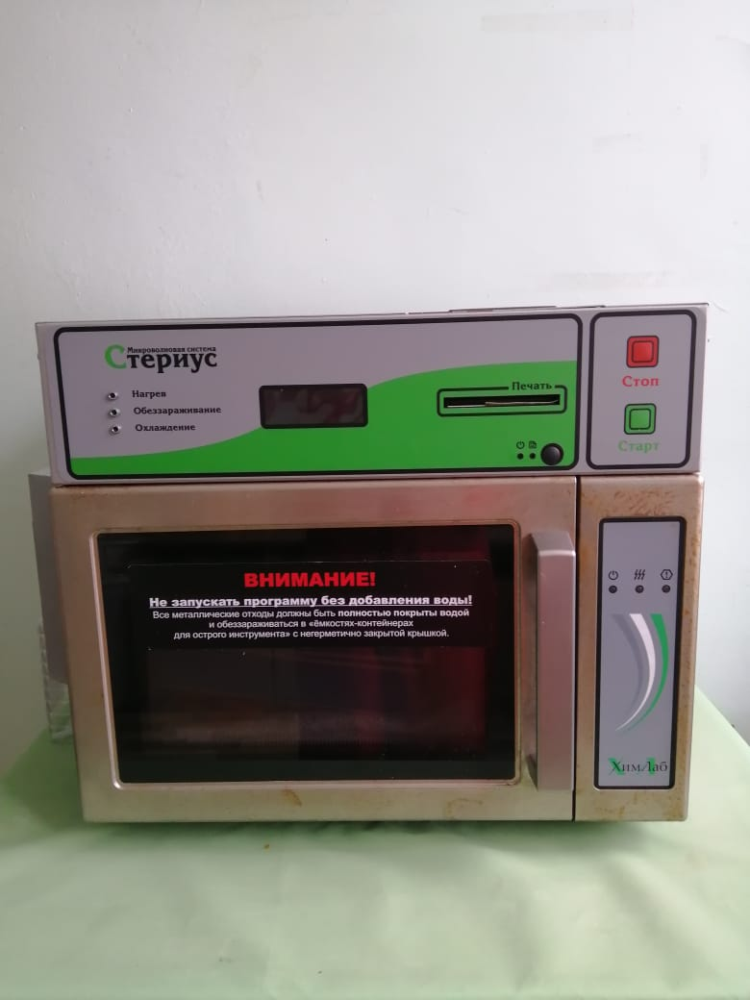 Микроволновая система
Стериус
Нагрев
Обеззараживание
Охлаждение
Печать
Стоп
Старт
ВНИМАНИЕ!
Не запускать программу без добавления воды!
Все металлические отходы должны быть полностью покрыты водой
и обеззараживаться в «ёмкостях-контейнерах
для острого инструмента» с негерметично закрытой крышкой.
ХимЛаб